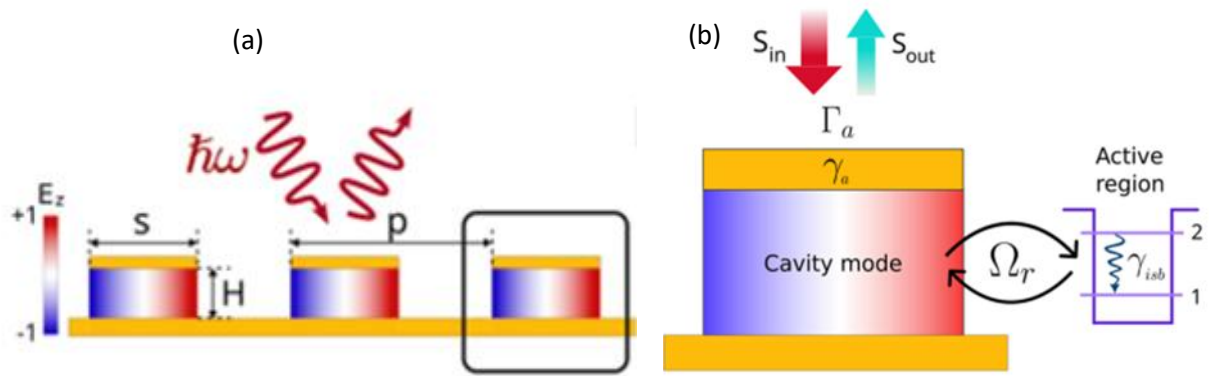 (a)
ħω
E_z
+1
-1
s
p
H
(b)
S_in
S_out
Γ_a
γ_a
Cavity mode
Ω_r
Active
region
2
γ_isb
1